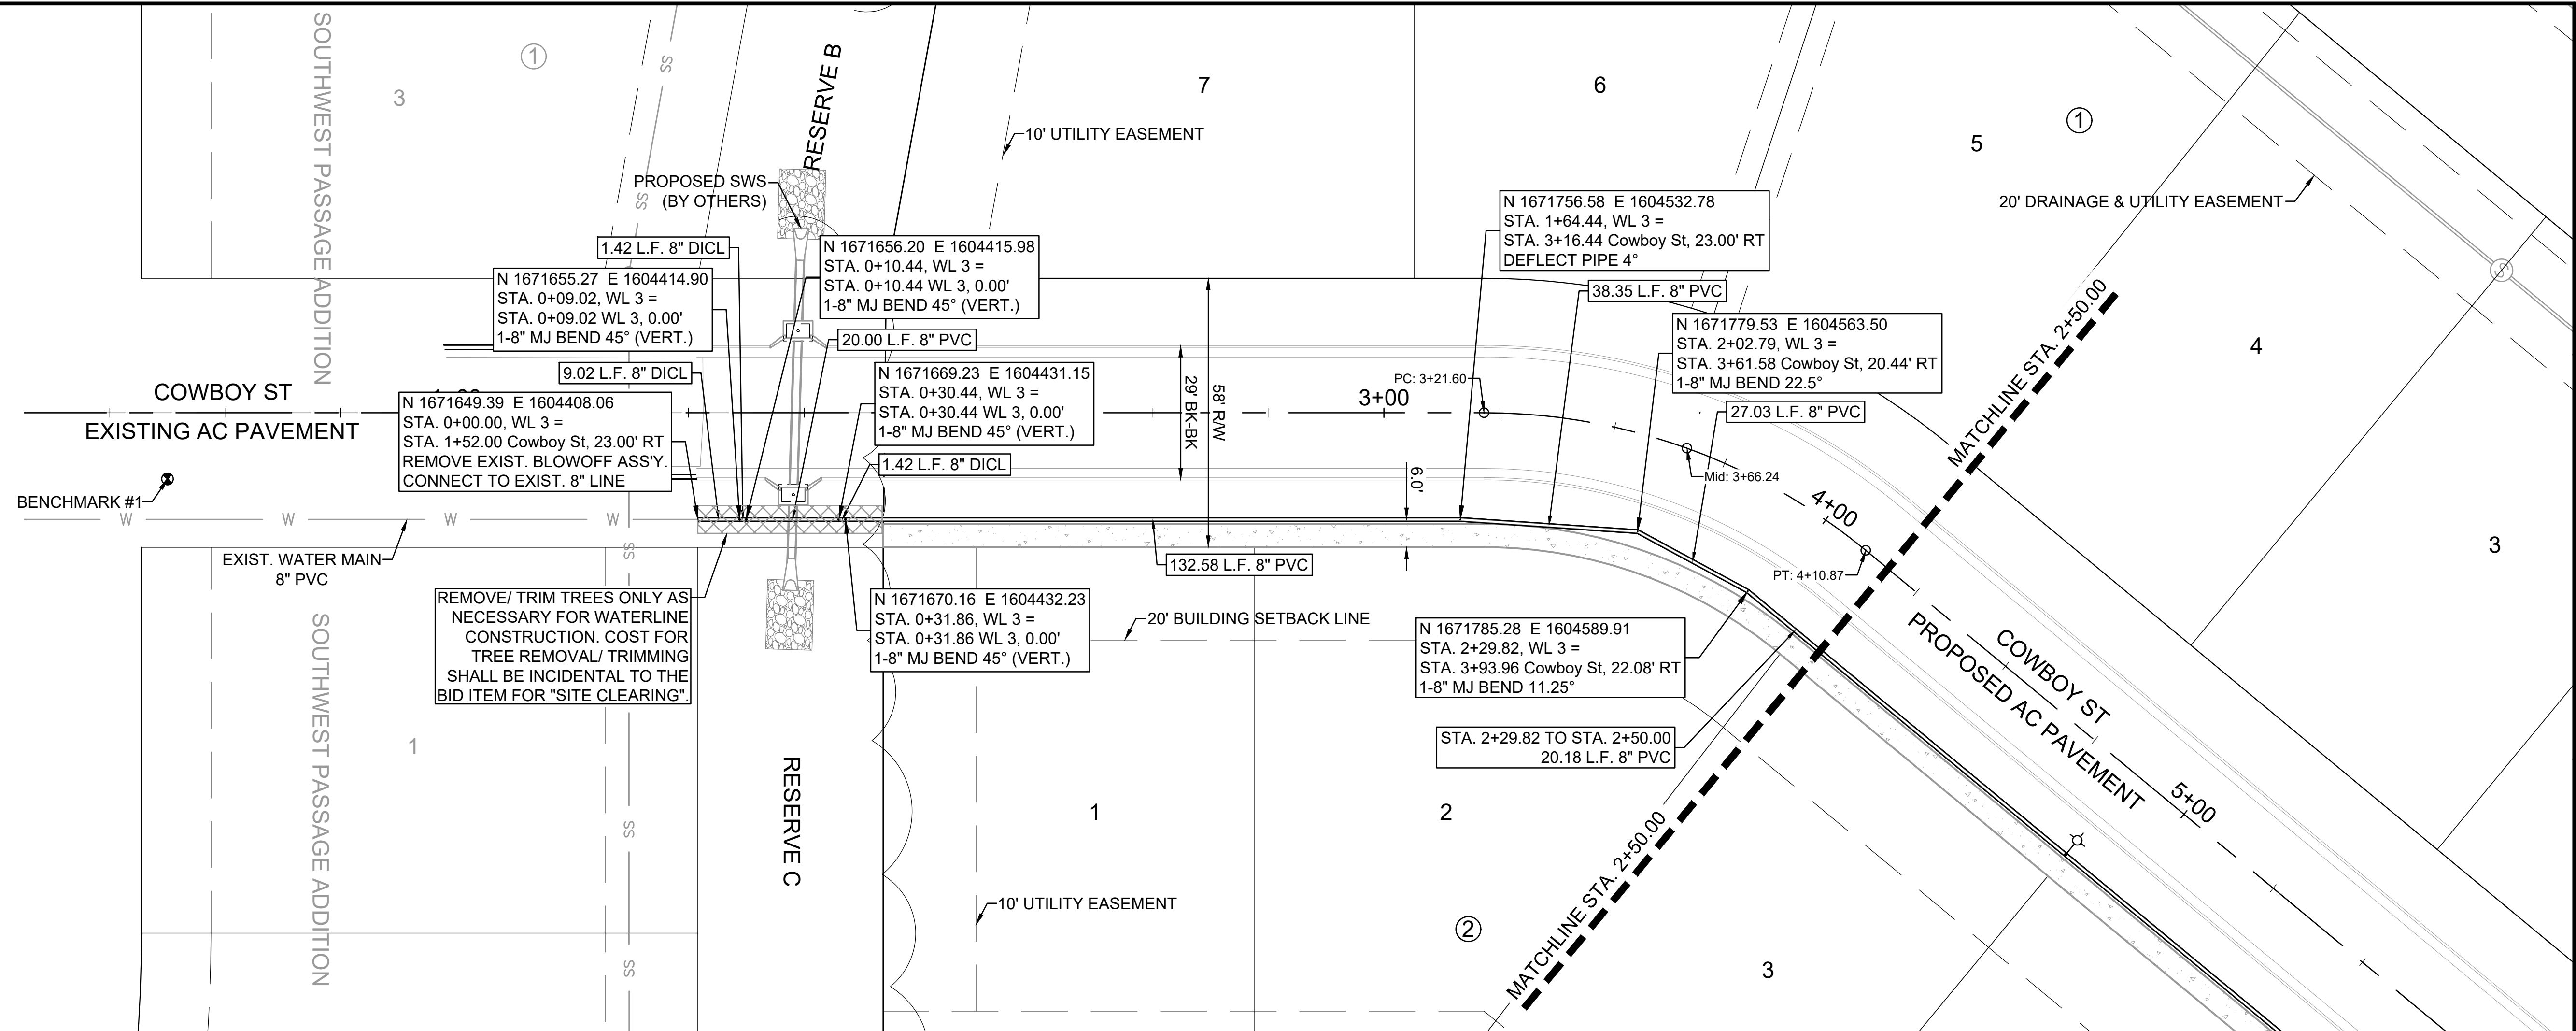 SOUTHWEST PASSAGE ADDITION
1
3
SS
SS
RESERVE B
7
6
5
1
10' UTILITY EASEMENT
PROPOSED SWS
(BY OTHERS)
20' DRAINAGE & UTILITY EASEMENT
S
1.42 L.F. 8" DICL
N 1671655.27 E 1604414.90
STA. 0+09.02, WL 3 =
STA. 0+09.02 WL 3, 0.00'
1-8" MJ BEND 45° (VERT.)
N 1671656.20 E 1604415.98
STA. 0+10.44, WL 3 =
STA. 0+10.44 WL 3, 0.00'
1-8" MJ BEND 45° (VERT.)
N 1671756.58 E 1604532.78
STA. 1+64.44, WL 3 =
STA. 3+16.44 Cowboy St, 23.00' RT
DEFLECT PIPE 4°
38.35 L.F. 8" PVC
N 1671779.53 E 1604563.50
STA. 2+02.79, WL 3 =
STA. 3+61.58 Cowboy St, 20.44' RT
1-8" MJ BEND 22.5°
MATCHLINE STA. 2+50.00
4
20.00 L.F. 8" PVC
9.02 L.F. 8" DICL
N 1671669.23 E 1604431.15
STA. 0+30.44, WL 3 =
STA. 0+30.44 WL 3, 0.00'
1-8" MJ BEND 45° (VERT.)
29' BK-BK
58' R/W
PC: 3+21.60
3+00
27.03 L.F. 8" PVC
COWBOY ST
EXISTING AC PAVEMENT
N 1671649.39 E 1604408.06
STA. 0+00.00, WL 3 =
STA. 1+52.00 Cowboy St, 23.00' RT
REMOVE EXIST. BLOWOFF ASS'Y.
CONNECT TO EXIST. 8" LINE
1.42 L.F. 8" DICL
6.0'
Mid: 3+66.24
4+00
BENCHMARK #1
W
W
W
W
SS
EXIST. WATER MAIN
8" PVC
132.58 L.F. 8" PVC
PT: 4+10.87
3
REMOVE/ TRIM TREES ONLY AS
NECESSARY FOR WATERLINE
CONSTRUCTION. COST FOR
TREE REMOVAL/ TRIMMING
SHALL BE INCIDENTAL TO THE
BID ITEM FOR "SITE CLEARING".
N 1671670.16 E 1604432.23
STA. 0+31.86, WL 3 =
STA. 0+31.86 WL 3, 0.00'
1-8" MJ BEND 45° (VERT.)
20' BUILDING SETBACK LINE
N 1671785.28 E 1604589.91
STA. 2+29.82, WL 3 =
STA. 3+93.96 Cowboy St, 22.08' RT
1-8" MJ BEND 11.25°
COWBOY ST
PROPOSED AC PAVEMENT
SOUTHWEST PASSAGE ADDITION
1
STA. 2+29.82 TO STA. 2+50.00
20.18 L.F. 8" PVC
5+00
RESERVE C
SS
SS
1
2
10' UTILITY EASEMENT
2
MATCHLINE STA. 2+50.00
3